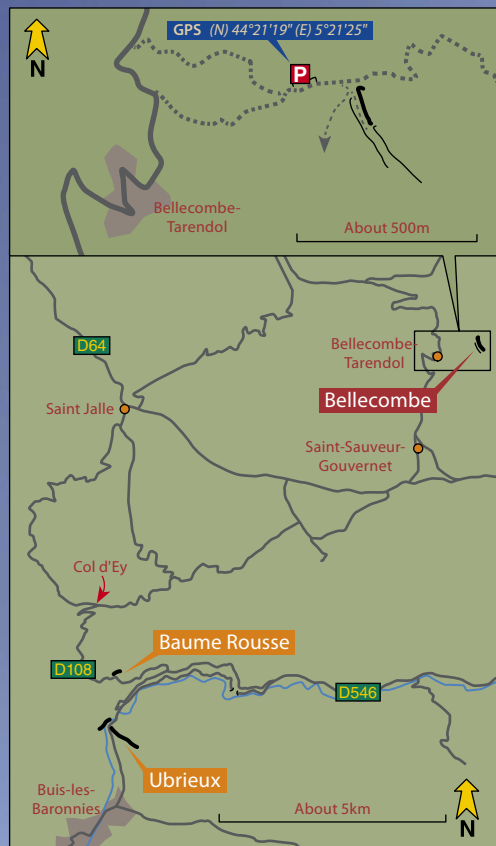 GPS (N) 44°21'19" (E) 5°21'25"
N
P
Bellecombe-
Tarendol
About 500m
D64
Bellecombe-
Tarendol
Bellecombe
Saint Jalle
Saint-Sauveur-
Gouvernet
Col d'Ey
Baume Rousse
D108
D546
Ubrieux
Buis-les-
Baronnies
About 5km
N